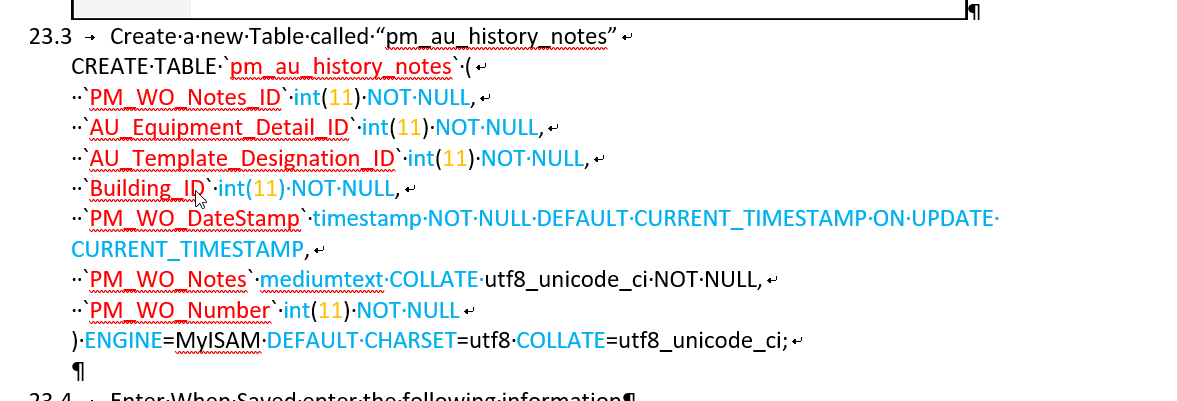 23.3 Create a new Table called “pm_au_history_notes”
CREATE TABLE `pm_au_history_notes` (
`PM_WO_Notes_ID` int(11) NOT NULL,
`AU_Equipment_Detail_ID` int(11) NOT NULL,
`AU_Template_Designation_ID` int(11) NOT NULL,
`Building_ID` int(11) NOT NULL,
`PM_WO_DateStamp` timestamp NOT NULL DEFAULT CURRENT_TIMESTAMP ON UPDATE
CURRENT_TIMESTAMP,
`PM_WO_Notes` mediumtext COLLATE utf8_unicode_ci NOT NULL,
`PM_WO_Number` int(11) NOT NULL
) ENGINE=MyISAM DEFAULT CHARSET=utf8 COLLATE=utf8_unicode_ci;
23.4 Enter When Saved enter the following information